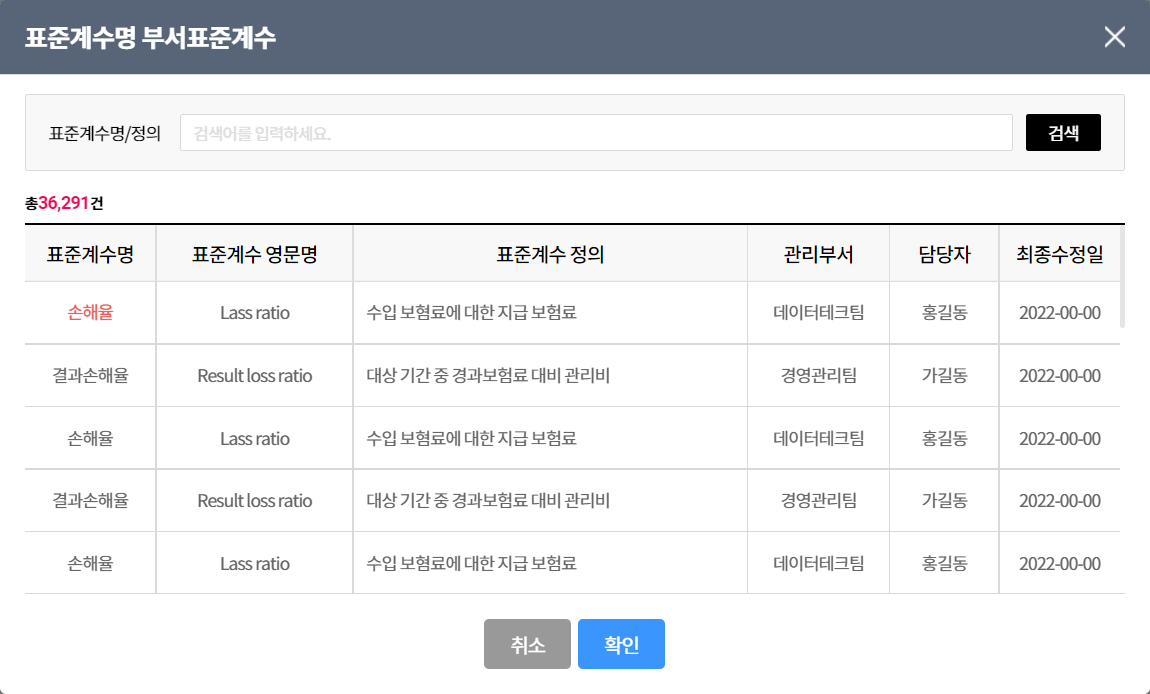 표준계수명 부서표준계수
표준계수명/정의 검색어를 입력하세요. 검색
총36,291건
표준계수명 표준계수 영문명 표준계수 정의 관리부서 담당자 최종수정일
손해율 Lass ratio 수입 보혐료에 대한 지급 보험료 데이터테크팀 홍길동 2022-00-00
결과손해율 Result loss ratio 대상 기간 중 경과보험료 대비 관리비 경영관리팀 가길동 2022-00-00
손해율 Lass ratio 수입 보혐료에 대한 지급 보험료 데이터테크팀 홍길동 2022-00-00
결과손해율 Result loss ratio 대상 기간 중 경과보험료 대비 관리비 경영관리팀 가길동 2022-00-00
손해율 Lass ratio 수입 보혐료에 대한 지급 보험료 데이터테크팀 홍길동 2022-00-00
취소 확인